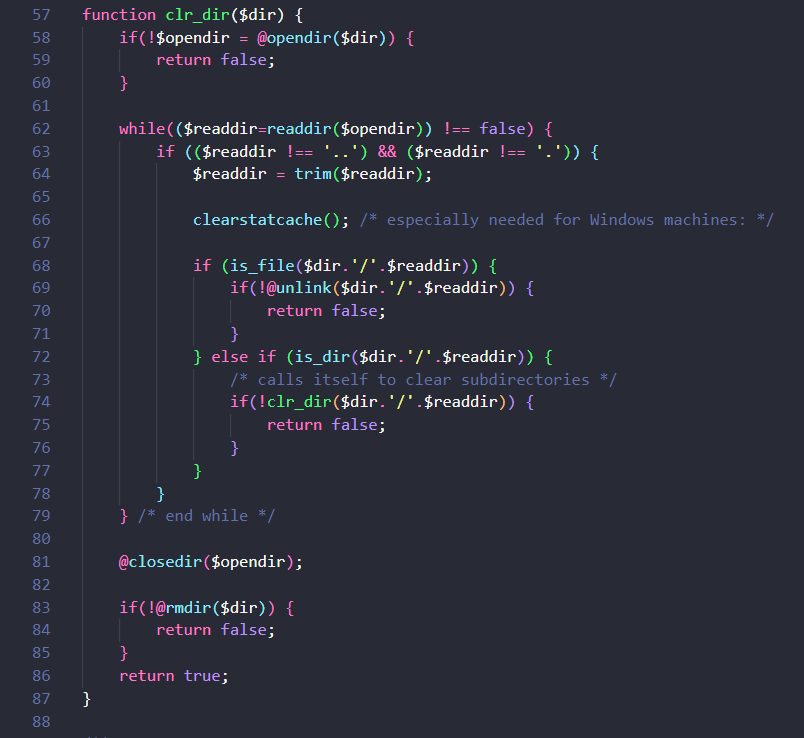 57 function clr_dir($dir) {
58 if(!$opendir = @opendir($dir)) {
59 return false;
60 }
61
62 while(($readdir=readdir($opendir)) !== false) {
63 if (($readdir !== '..') && ($readdir !== '.')) {
64 $readdir = trim($readdir);
65
66 clearstatcache(); /* especially needed for Windows machines: */
67
68 if (is_file($dir.'/'.$readdir)) {
69 if(!@unlink($dir.'/'.$readdir)) {
70 return false;
71 }
72 } else if (is_dir($dir.'/'.$readdir)) {
73 /* calls itself to clear subdirectories */
74 if(!clr_dir($dir.'/'.$readdir)) {
75 return false;
76 }
77 }
78 }
79 } /* end while */
80
81 @closedir($opendir);
82
83 if(!@rmdir($dir)) {
84 return false;
85 }
86 return true;
87 }
88